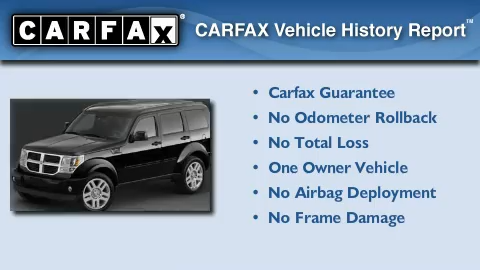 CARFAX®
CARFAX Vehicle History Report™
• Carfax Guarantee
• No Odometer Rollback
• No Total Loss
• One Owner Vehicle
• No Airbag Deployment
• No Frame Damage